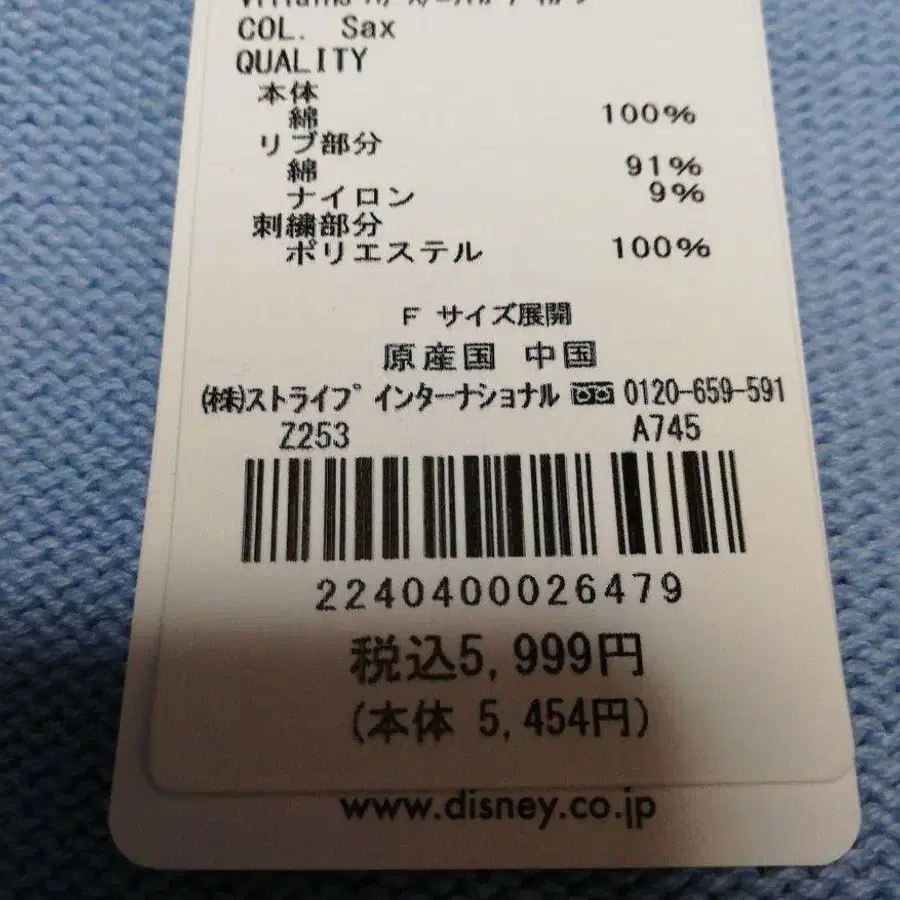 COL. Sax
QUALITY
本体
綿 100%
リブ部分
綿 91%
ナイロン 9%
刺繍部分
ポリエステル 100%
F サイズ展開
原産国 中国
(株)ストライプ インターナショナル 0120-659-591
Z253 A745
2240400026479
税込5,999円
(本体 5,454円)
www.disney.co.jp